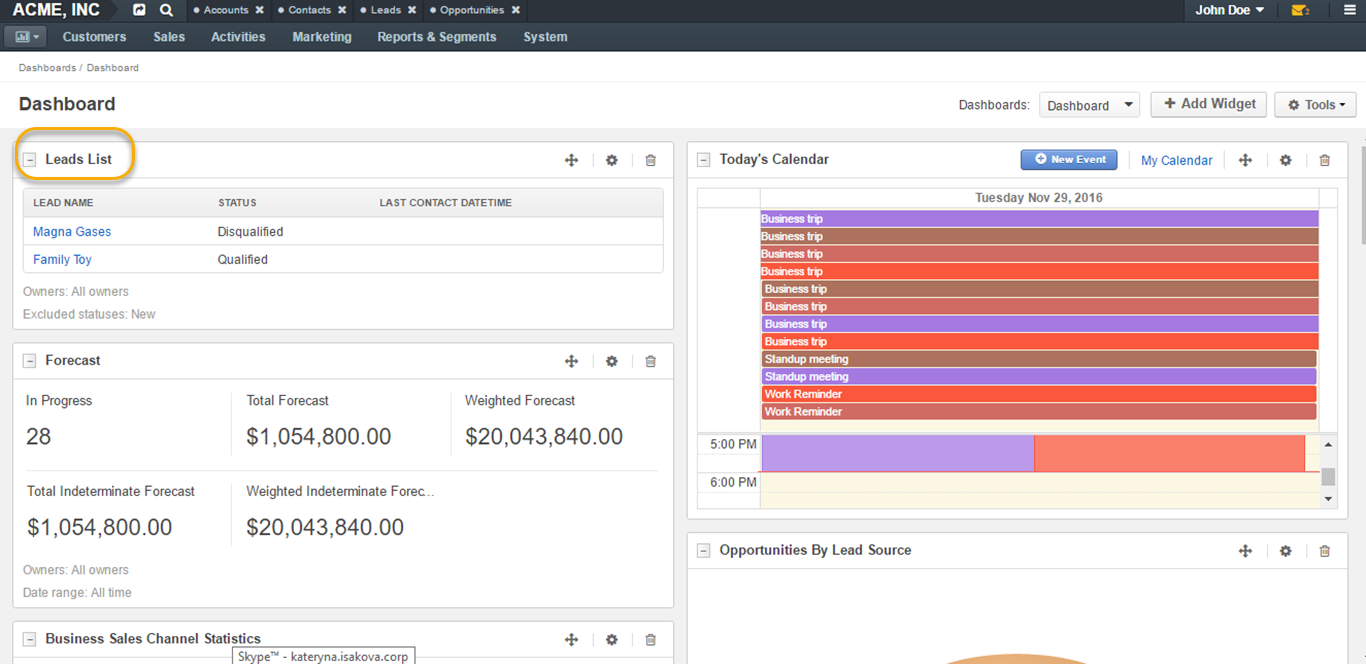 ACME, INC Accounts Contacts Leads Opportunities John Doe 2
Customers Sales Activities Marketing Reports & Segments System
Dashboards / Dashboard
Dashboard
Dashboards: Dashboard Add Widget Tools
Leads List
LEAD NAME STATUS LAST CONTACT DATETIME
Magna Gases Disqualified
Family Toy Qualified
Owners: All owners
Excluded statuses: New
Forecast
In Progress Total Forecast Weighted Forecast
28 $1,054,800.00 $20,043,840.00
Total Indeterminate Forecast Weighted Indeterminate Forec...
$1,054,800.00 $20,043,840.00
Owners: All owners
Date range: All time
Business Sales Channel Statistics
Skype™ - kateryna.isakova.corp
Today's Calendar New Event My Calendar
Tuesday Nov 29, 2016
Business trip
Business trip
Business trip
Business trip
Business trip
Business trip
Business trip
Business trip
Standup meeting
Standup meeting
Work Reminder
Work Reminder
5:00 PM
6:00 PM
Opportunities By Lead Source